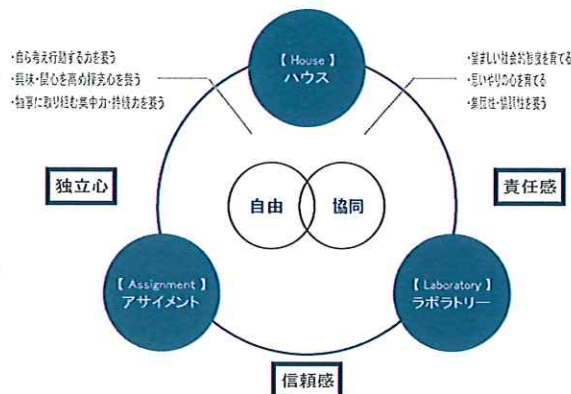 【 House 】
ハウス
・自ら考え行動する力を養う
・興味・関心を高め探究心を養う
・物事に取り組む集中力・持続力を養う
・望ましい社会的態度を育てる
・思いやりの心を育てる
・集団性・協調性を養う
独立心
自由
協同
責任感
【 Assignment 】
アサイメント
【 Laboratory 】
ラボラトリー
信頼感